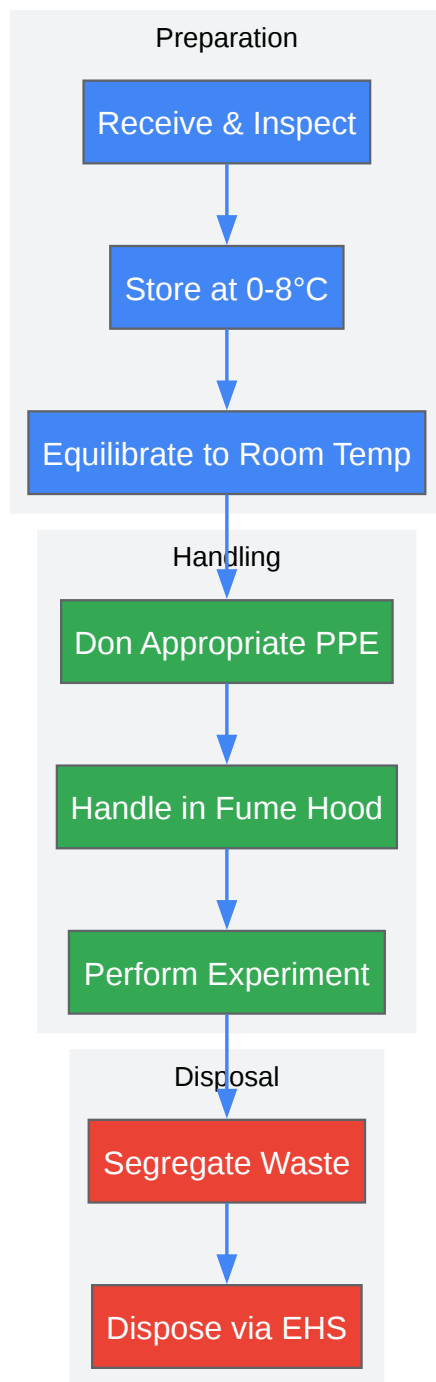 Preparation
Receive & Inspect
Store at 0-8°C
Equilibrate to Room Temp
Handling
Don Appropriate PPE
Handle in Fume Hood
Perform Experiment
Disposal
Segregate Waste
Dispose via EHS